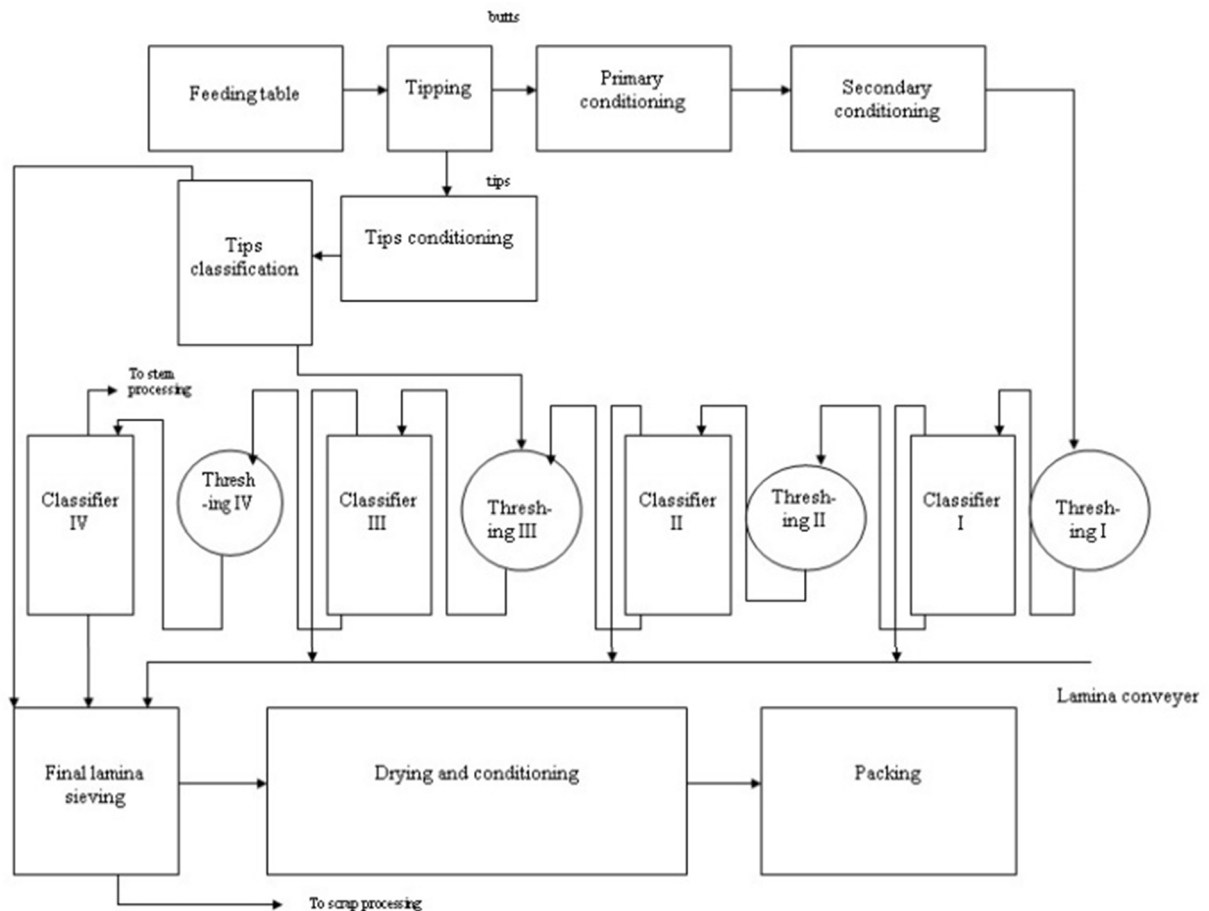 butts
Feeding table
Tipping
Primary
conditioning
Secondary
conditioning
tips
Tips conditioning
Tips
classification
To stem
processing
Classifier
IV
Thresh
-ing IV
Classifier
III
Thresh-
ing III
Classifier
II
Thresh-
ing II
Classifier
I
Thresh-
ing I
Lamina conveyer
Final lamina
sieving
Drying and conditioning
Packing
To scrap processing